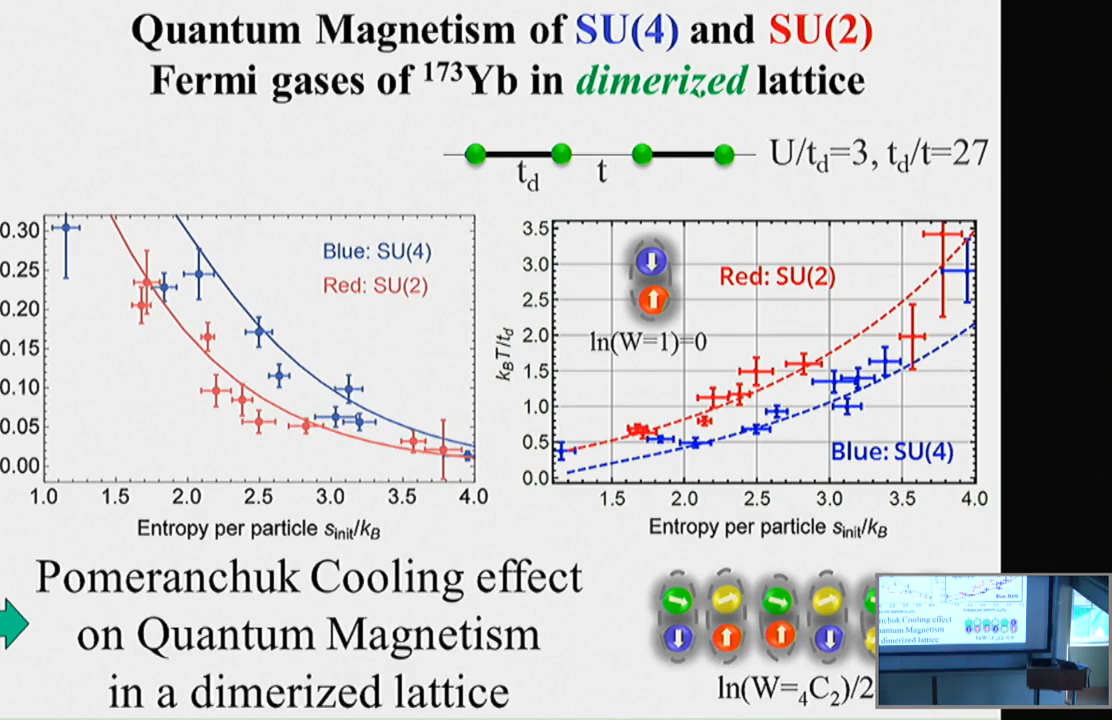 Quantum Magnetism of SU(4) and SU(2)
Fermi gases of ¹⁷³Yb in dimerized lattice
t_d t U/t_d=3, t_d/t=27
0.30
0.25
0.20
0.15
0.10
0.05
0.00
Blue: SU(4)
Red: SU(2)
1.0 1.5 2.0 2.5 3.0 3.5 4.0
Entropy per particle s_init/k_B
3.5
3.0
2.5
2.0
1.5
1.0
0.5
0.0
k_BT/t_d
Red: SU(2)
ln(W=1)=0
Blue: SU(4)
1.5 2.0 2.5 3.0 3.5 4.0
Entropy per particle s_init/k_B
Pomeranchuk Cooling effect
on Quantum Magnetism
in a dimerized lattice
ln(W=₄C₂)/2
Cooling effect
Magnetism
dimerized lattice